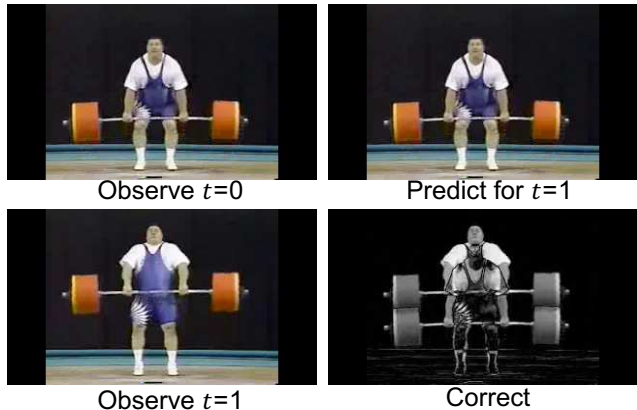 Observe 𝑡=0
Predict for 𝑡=1
Observe 𝑡=1
Correct